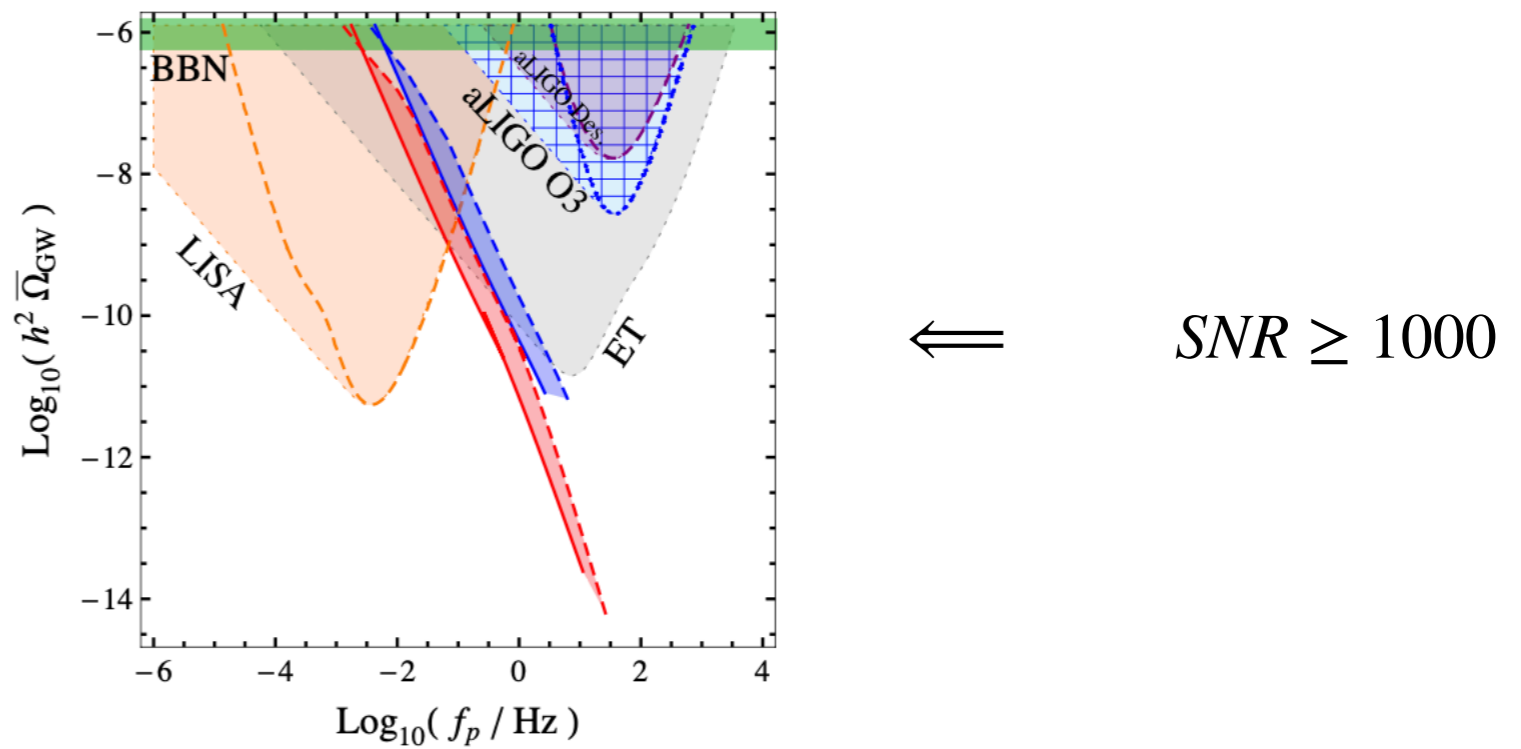 −6
−8
−10
−12
−14
Log₁₀( h² Ω̅_GW )
BBN
LISA
aLIGO Des.
aLIGO O3
ET
−6 −4 −2 0 2 4
Log₁₀( f_p / Hz )
⟸ SNR ≥ 1000